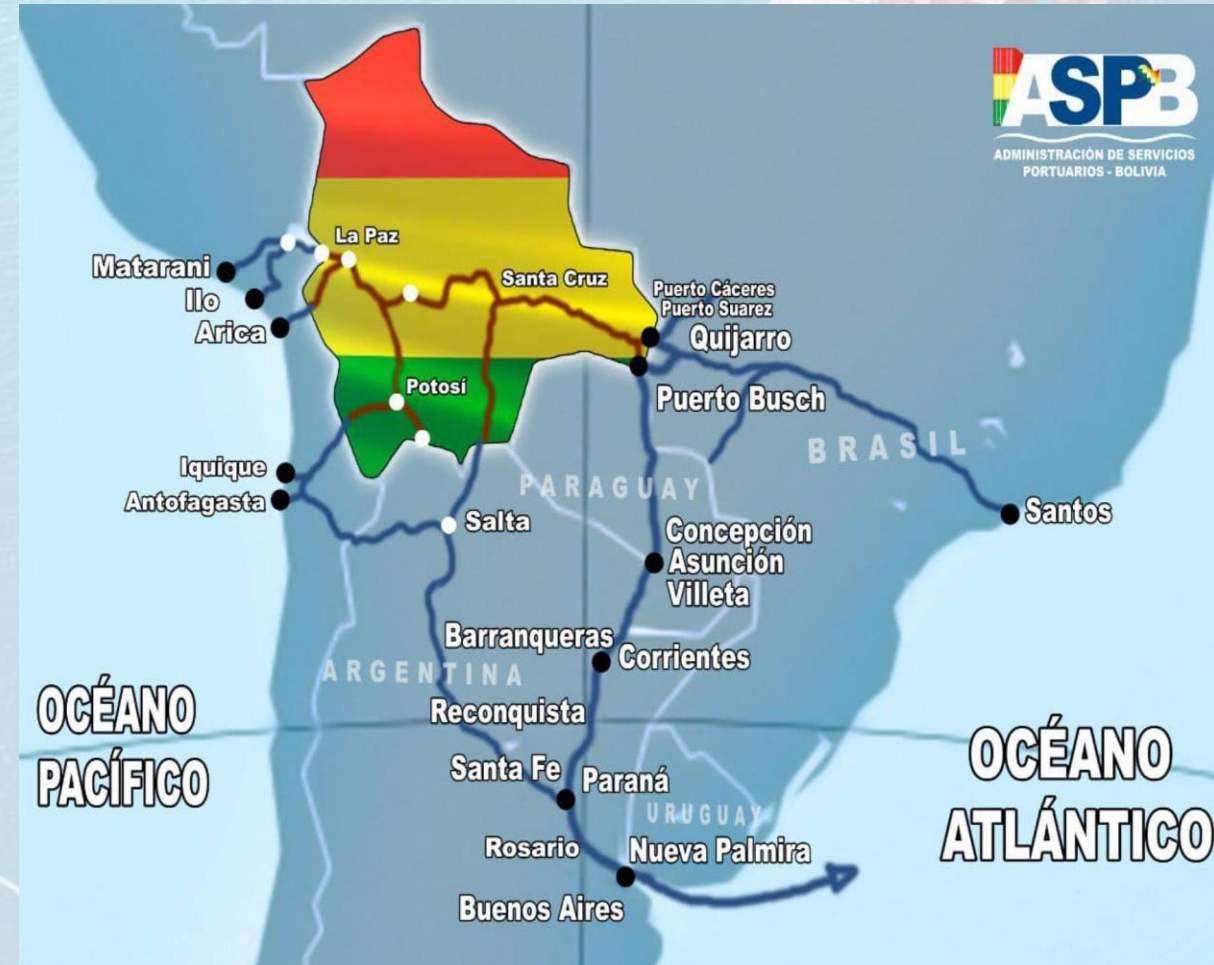 ASPB
ADMINISTRACIÓN DE SERVICIOS
PORTUARIOS - BOLIVIA
La Paz
Matarani
Ilo
Arica
Santa Cruz
Puerto Cáceres
Puerto Suarez
Quijarro
Puerto Busch
Potosí
BRASIL
Iquique
Antofagasta
PARAGUAY
Salta
Santos
Concepción
Asunción
Villeta
Barranqueras
Corrientes
ARGENTINA
Reconquista
OCÉANO
PACÍFICO
Santa Fe
Paraná
URUGUAY
OCÉANO
ATLÁNTICO
Rosario
Nueva Palmira
Buenos Aires